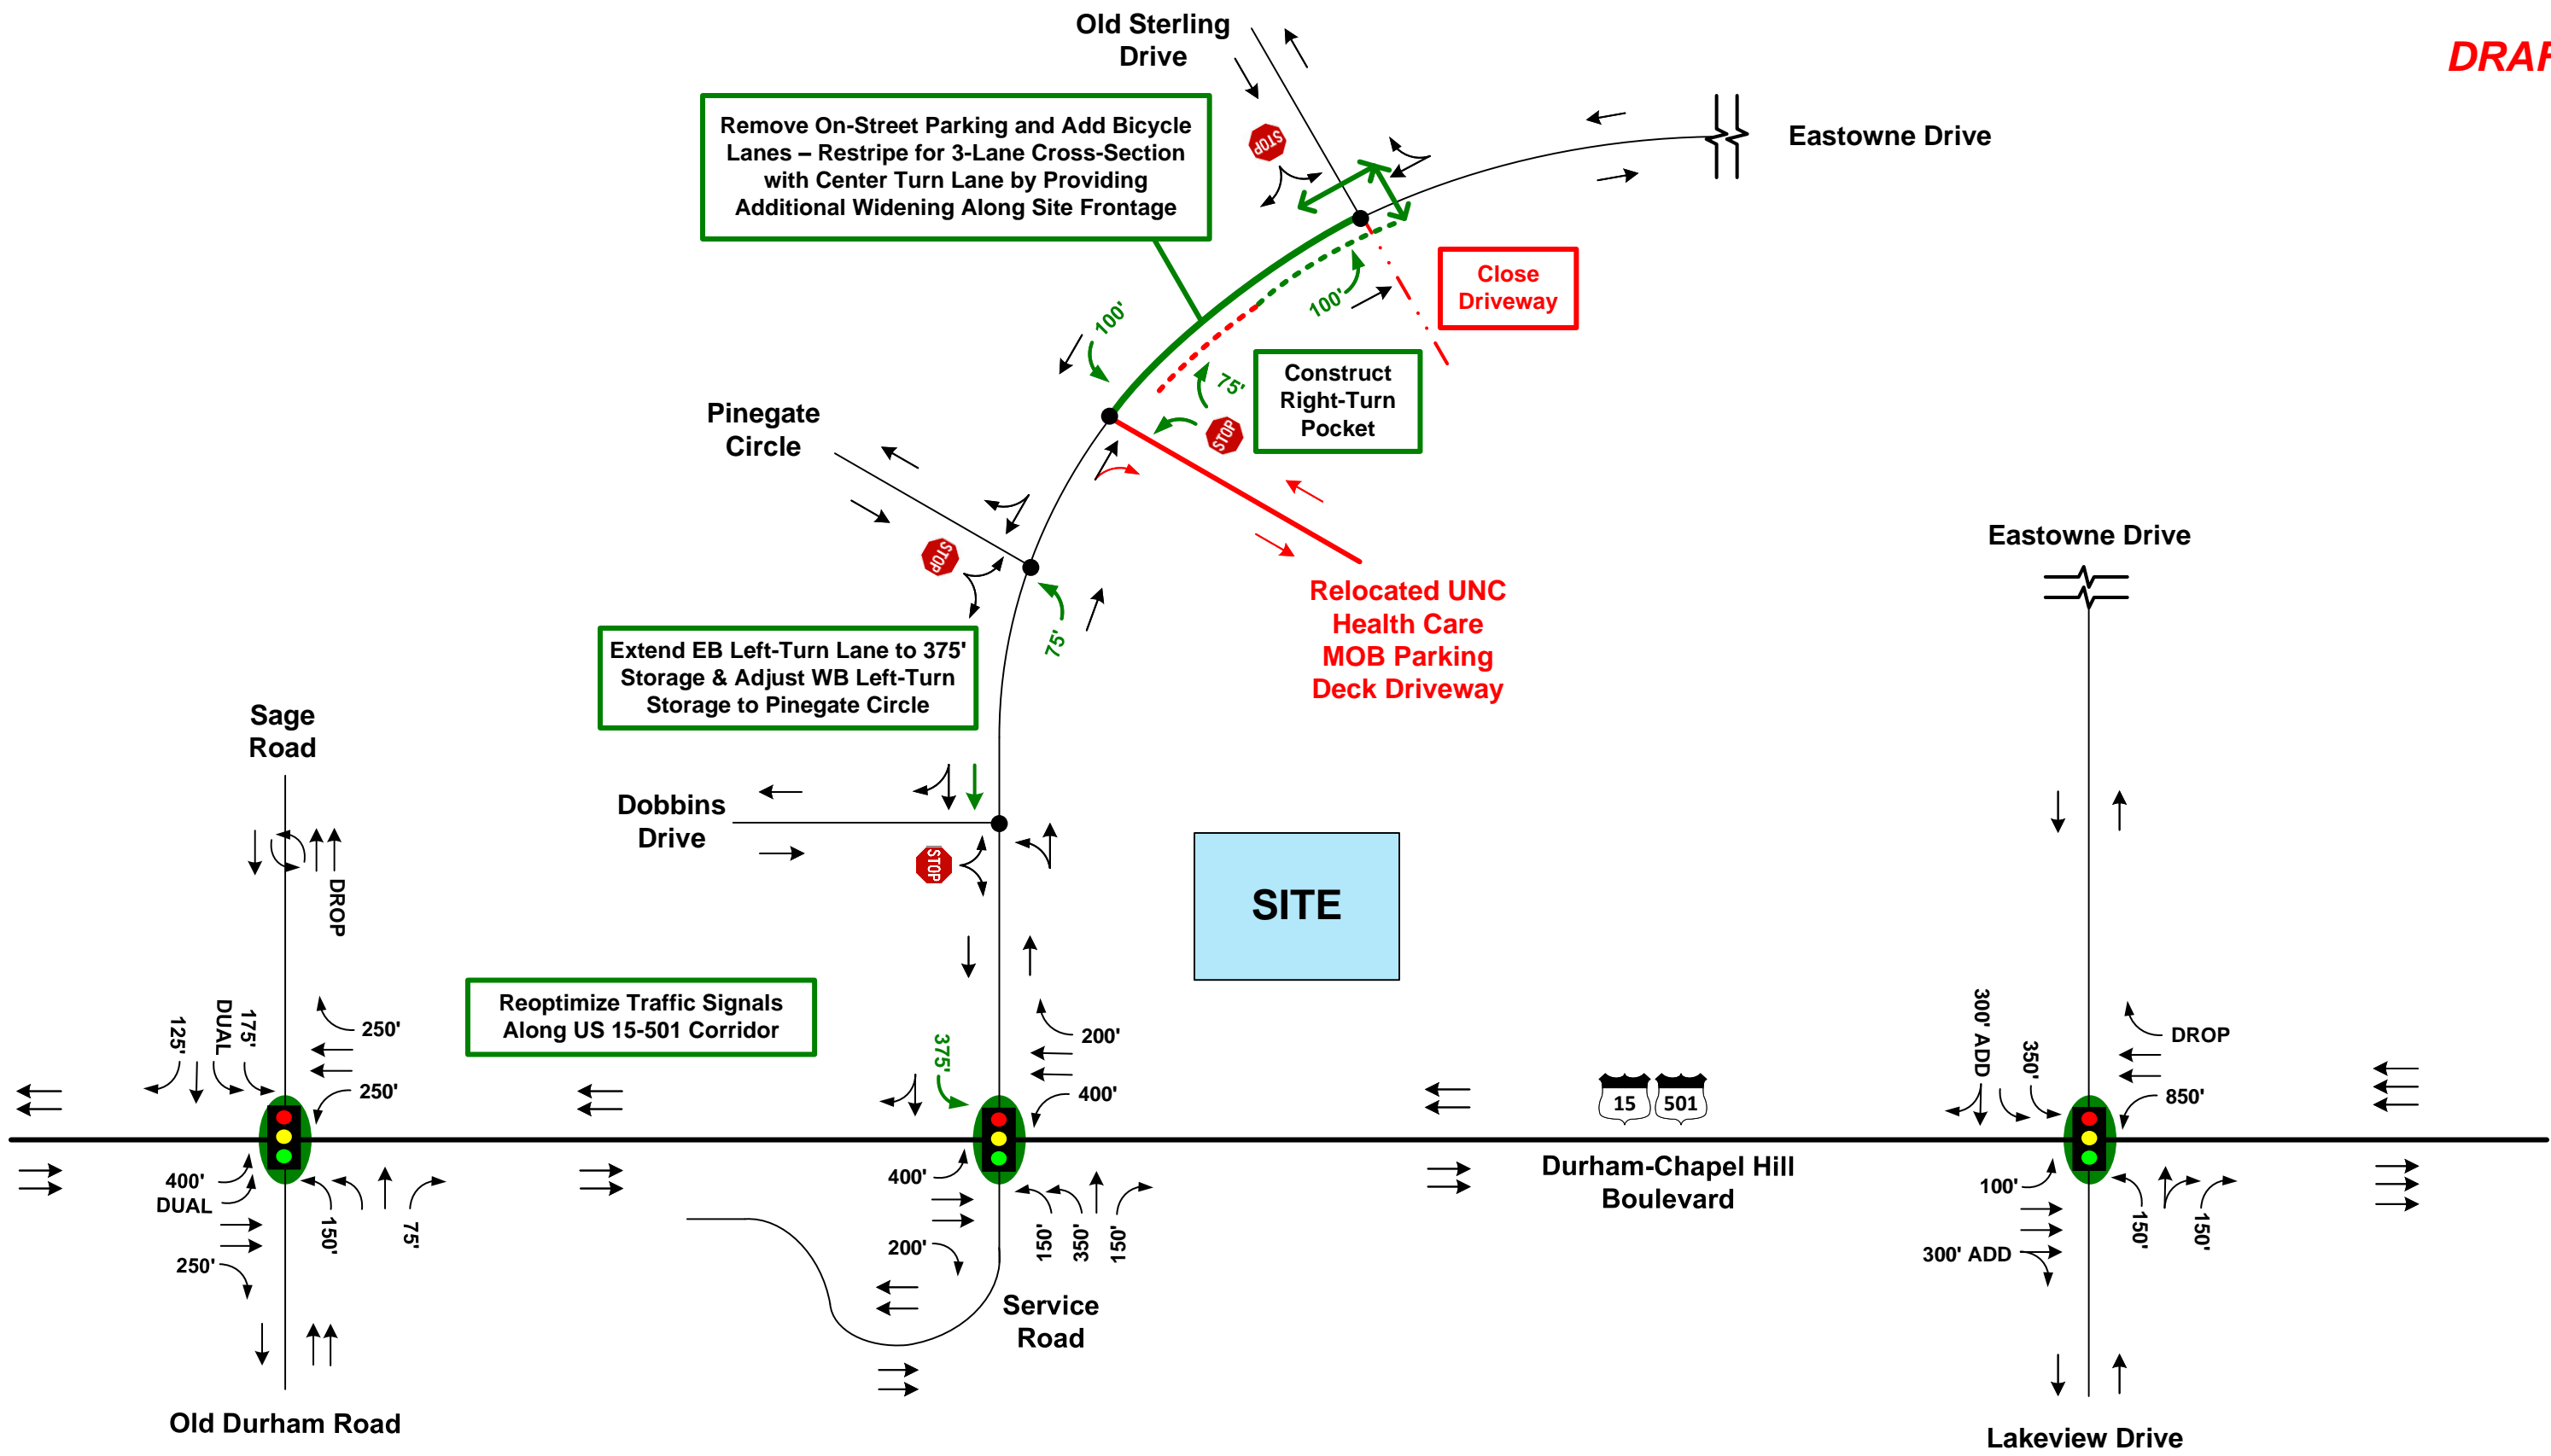 Old Sterling
Drive
DRAF
Remove On-Street Parking and Add Bicycle
Lanes – Restripe for 3-Lane Cross-Section
with Center Turn Lane by Providing
Additional Widening Along Site Frontage
Eastowne Drive
STOP
Close
Driveway
100'
100'
Construct
Right-Turn
Pocket
75'
STOP
Pinegate
Circle
STOP
Relocated UNC
Health Care
MOB Parking
Deck Driveway
Eastowne Drive
Extend EB Left-Turn Lane to 375'
Storage & Adjust WB Left-Turn
Storage to Pinegate Circle
75'
Sage
Road
Dobbins
Drive
STOP
DROP
SITE
Reoptimize Traffic Signals
Along US 15-501 Corridor
125'
DUAL
175'
250'
250'
375'
200'
400'
15
501
300' ADD
350'
DROP
850'
400'
DUAL
250'
150'
75'
400'
200'
150'
350'
150'
Durham-Chapel Hill
Boulevard
100'
300' ADD
150'
150'
Service
Road
Old Durham Road
Lakeview Drive